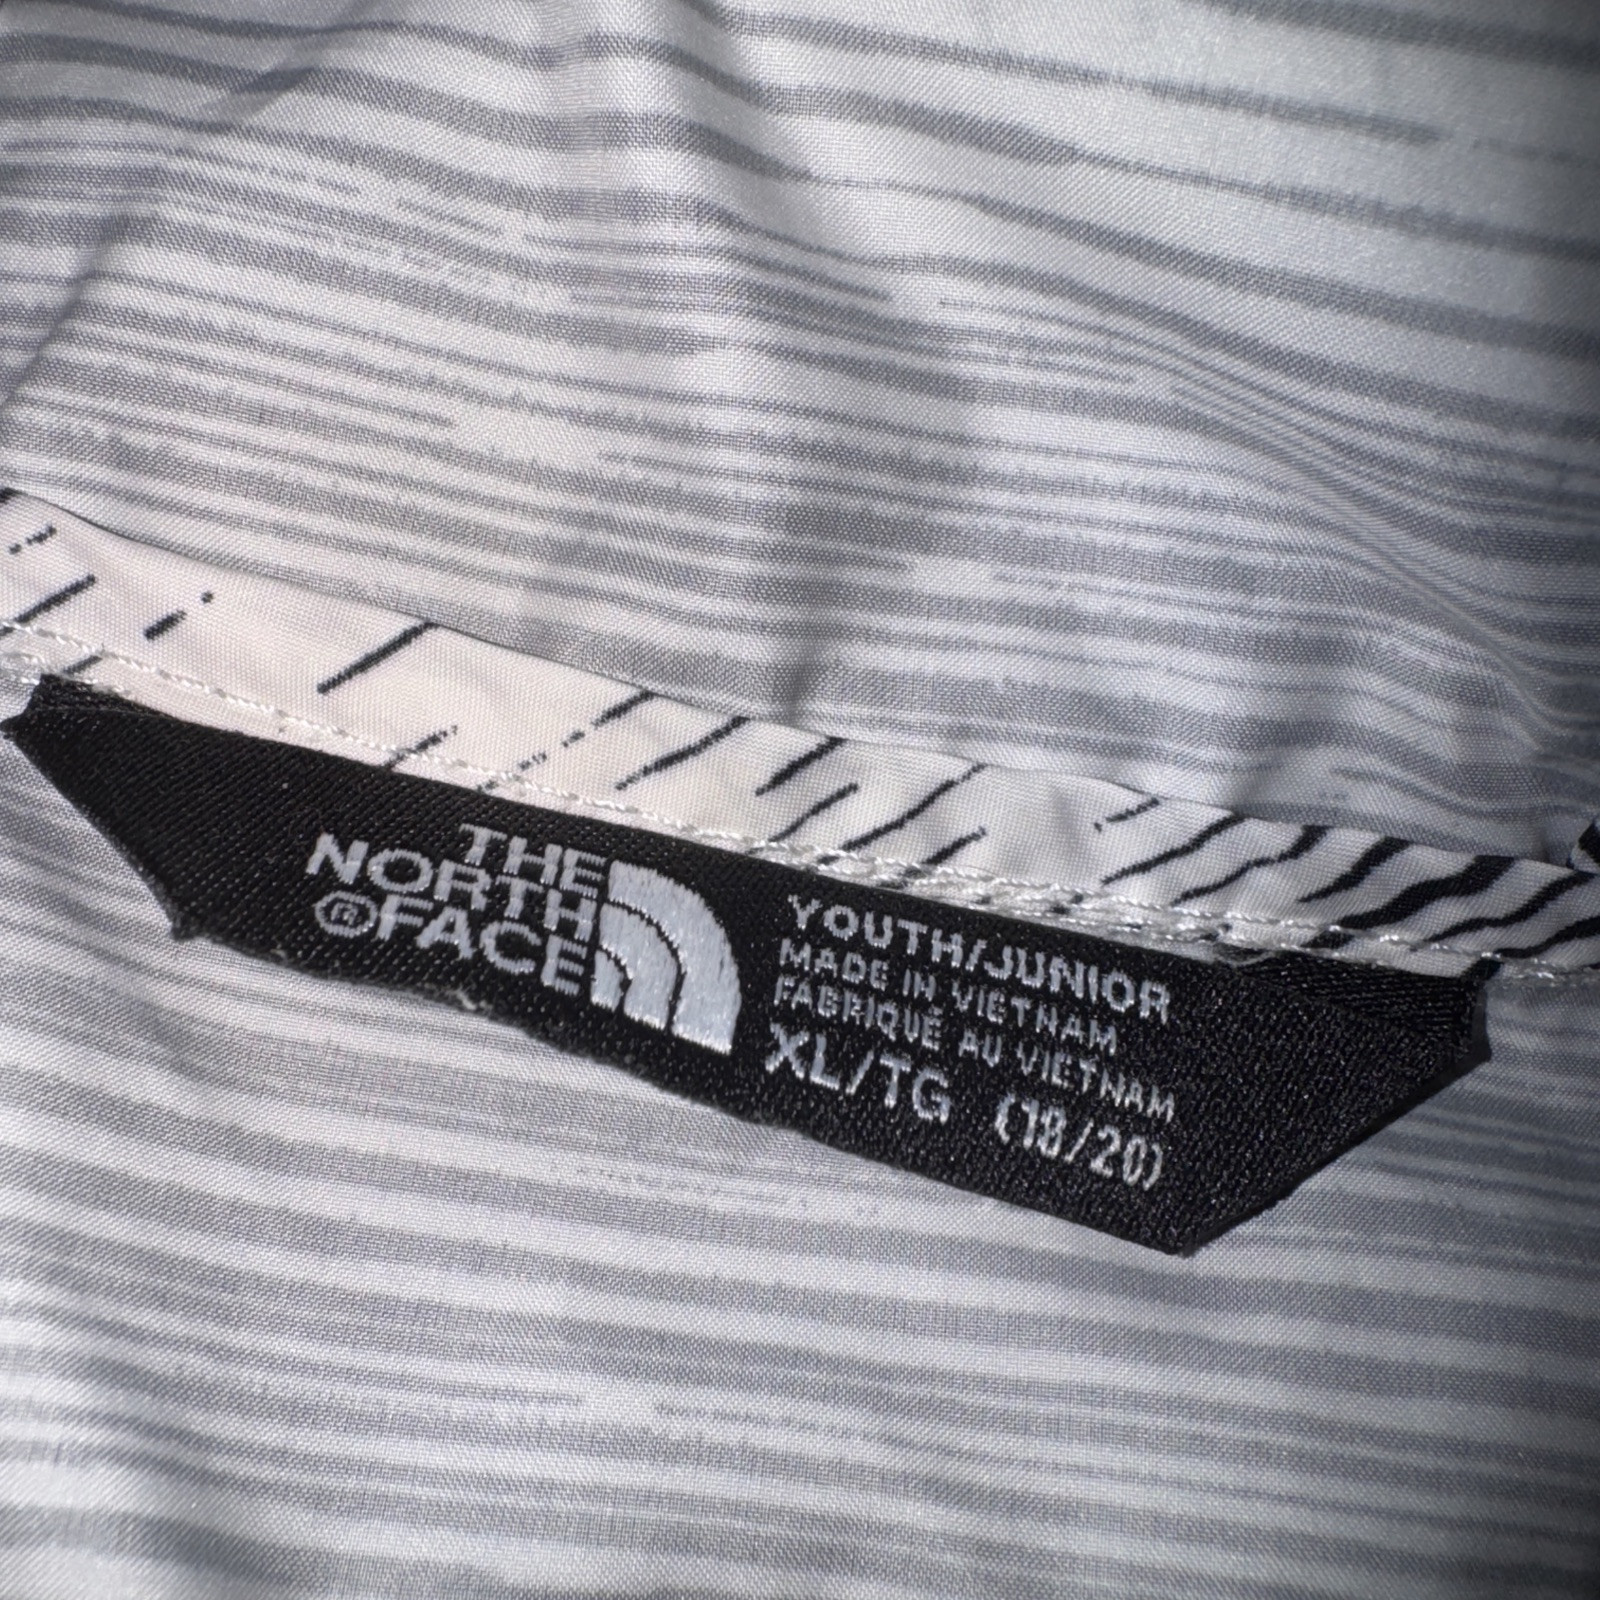 THE
NORTH
®FACE
YOUTH/JUNIOR
MADE IN VIETNAM
FABRIQUÉ AU VIETNAM
XL/TG (18/20)